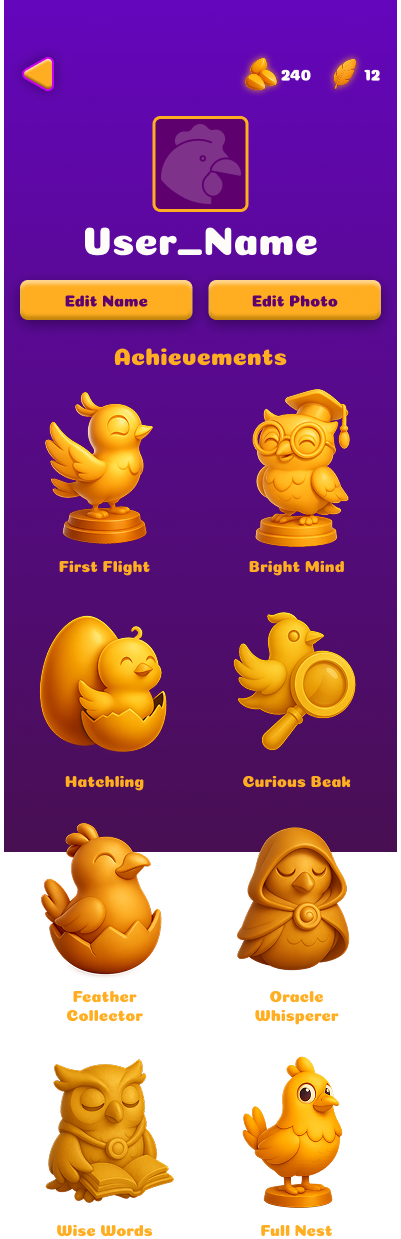 240 12
User_Name
Edit Name Edit Photo
Achievements
First Flight Bright Mind
Hatchling Curious Beak
Feather
Collector
Oracle
Whisperer
Wise Words Full Nest